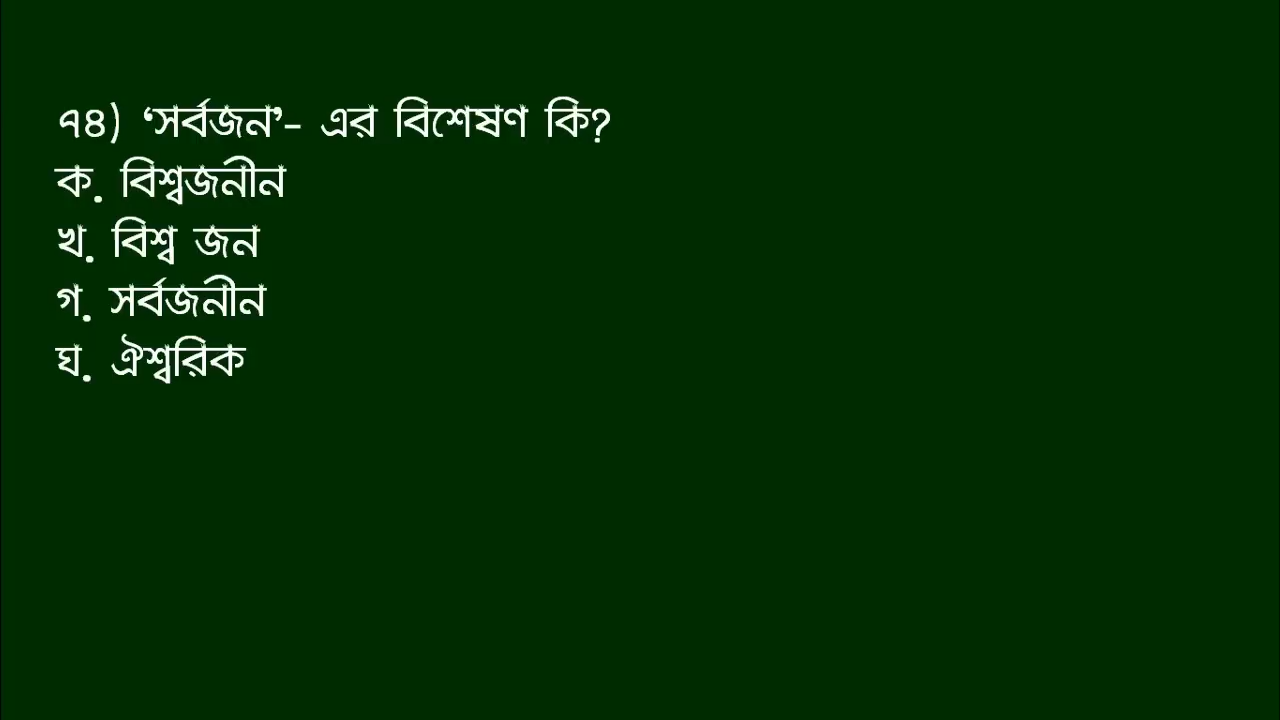 ৭৪) ‘সর্বজন’- এর বিশেষণ কি?
ক. বিশ্বজনীন
খ. বিশ্ব জন
গ. সর্বজনীন
ঘ. ঐশ্বরিক